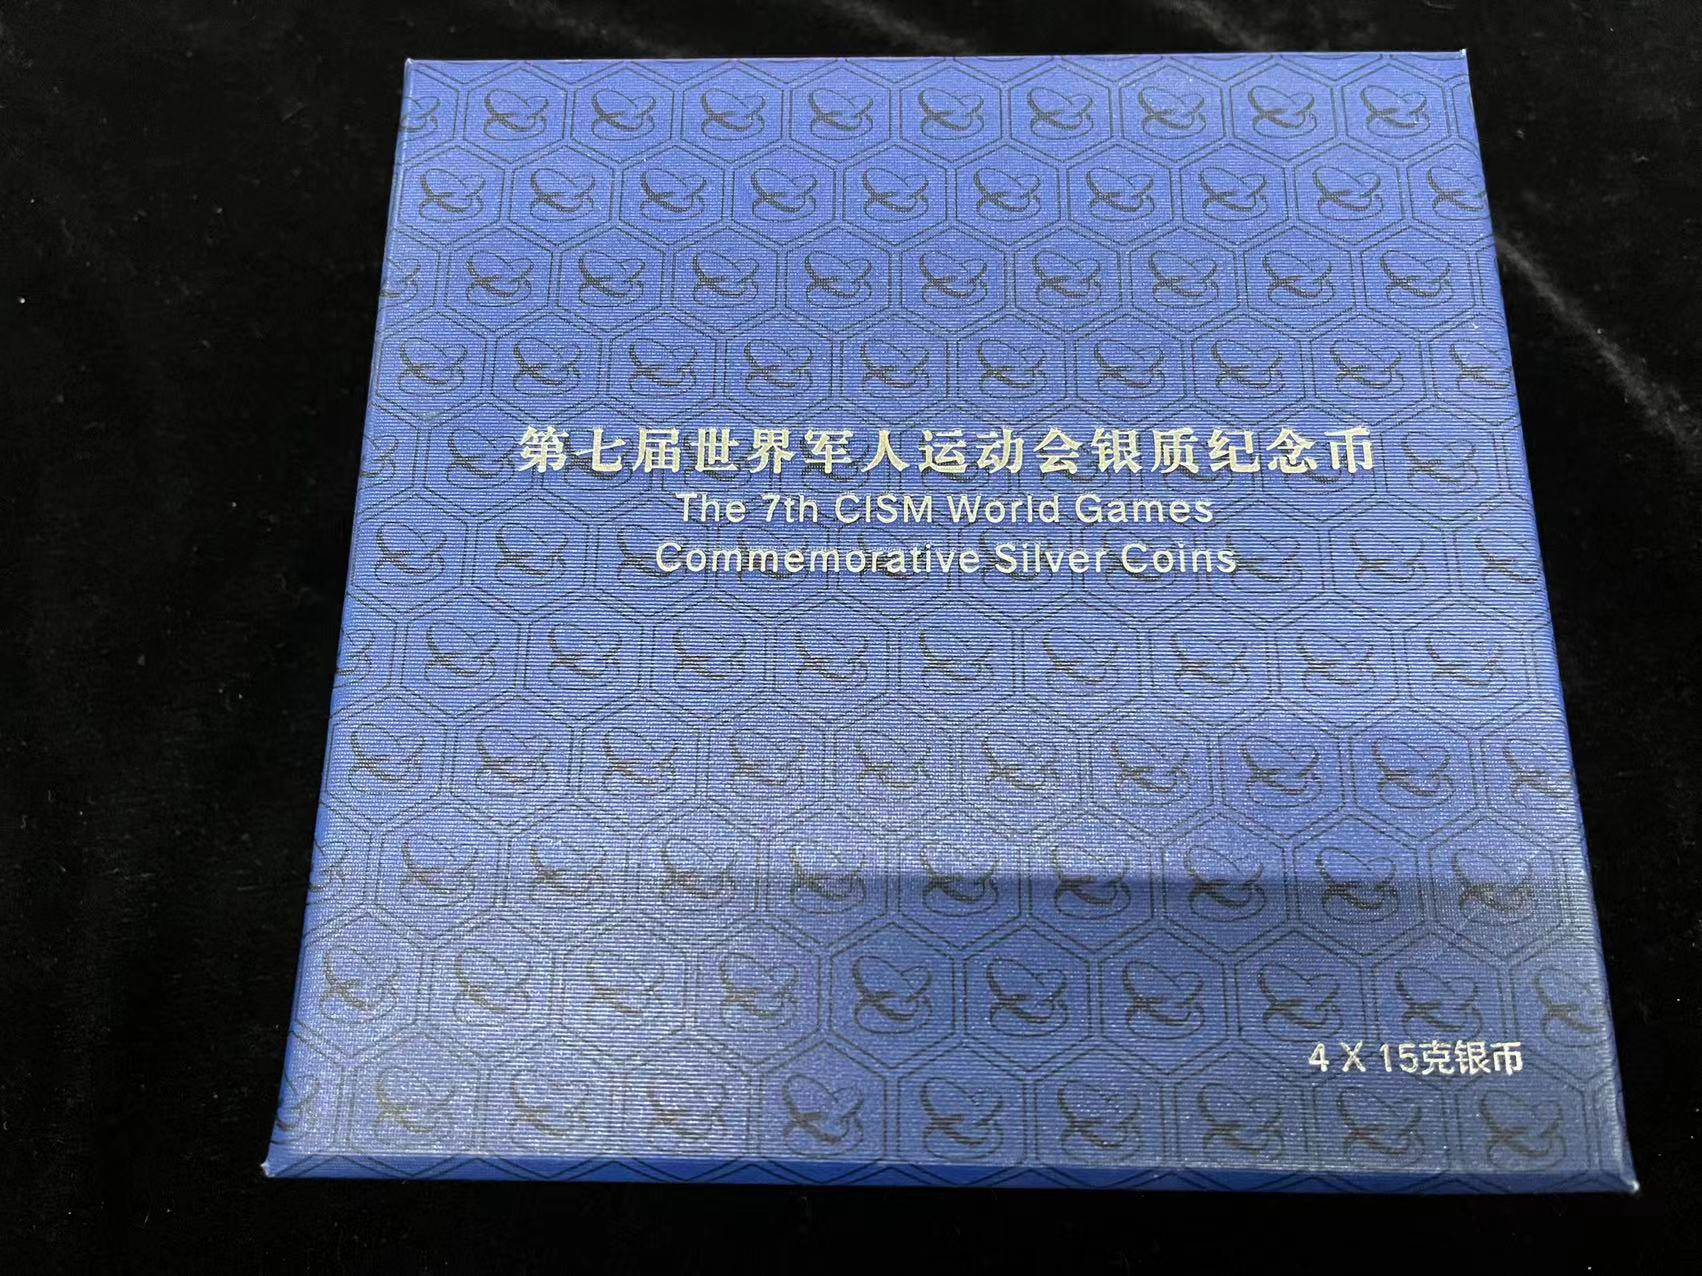 第七届世界军人运动会银质纪念币
The 7th CISM World Games
Commemorative Silver Coins
4 X 15克银币